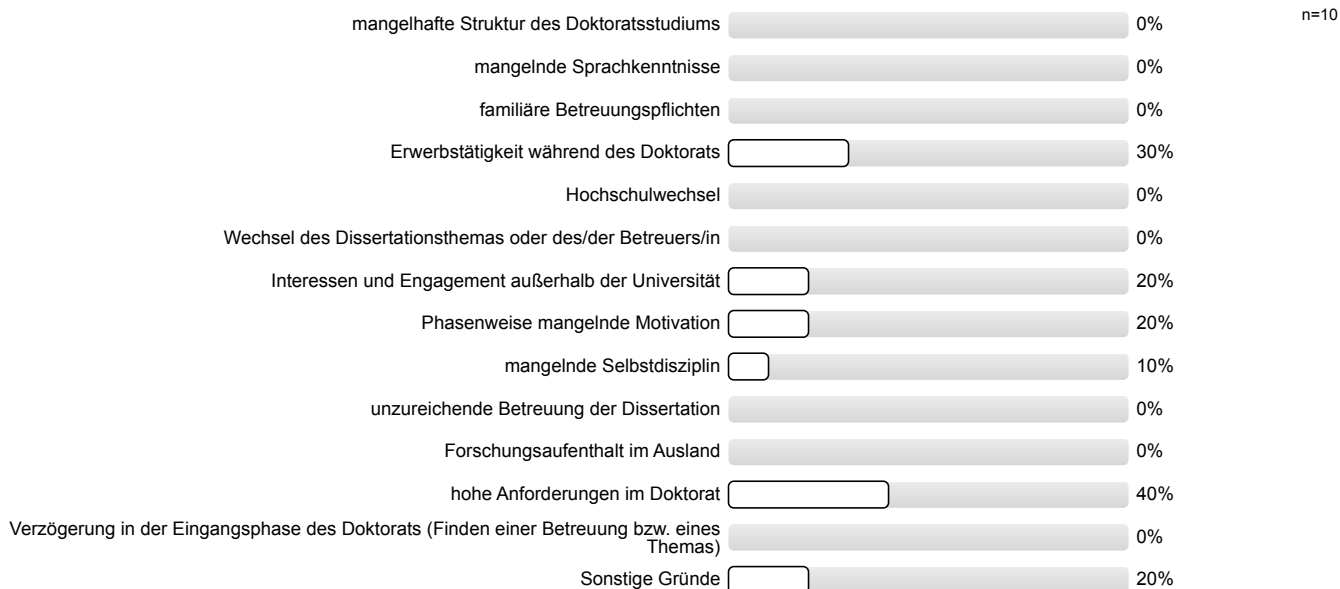 mangelhafte Struktur des Doktoratsstudiums 0% n=10
mangelnde Sprachkenntnisse 0%
familiäre Betreuungspflichten 0%
Erwerbstätigkeit während des Doktorats 30%
Hochschulwechsel 0%
Wechsel des Dissertationsthemas oder des/der Betreuers/in 0%
Interessen und Engagement außerhalb der Universität 20%
Phasenweise mangelnde Motivation 20%
mangelnde Selbstdisziplin 10%
unzureichende Betreuung der Dissertation 0%
Forschungsaufenthalt im Ausland 0%
hohe Anforderungen im Doktorat 40%
Verzögerung in der Eingangsphase des Doktorats (Finden einer Betreuung bzw. eines
Themas) 0%
Sonstige Gründe 20%